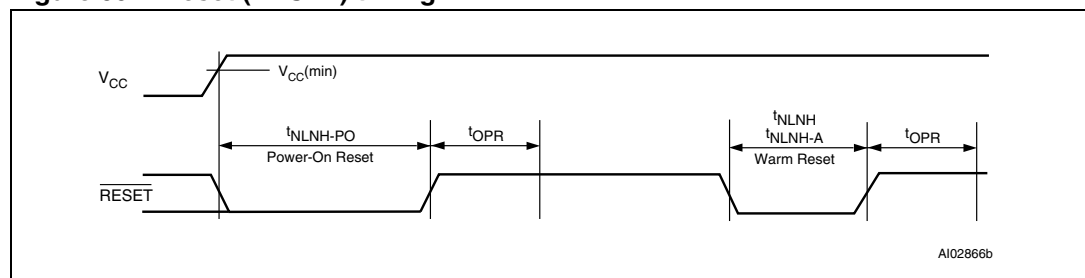 VCC
VCC(min)
tNLNH-PO
Power-On Reset
tOPR
tNLNH
tNLNH-A
Warm Reset
tOPR
RESET
AI02866b